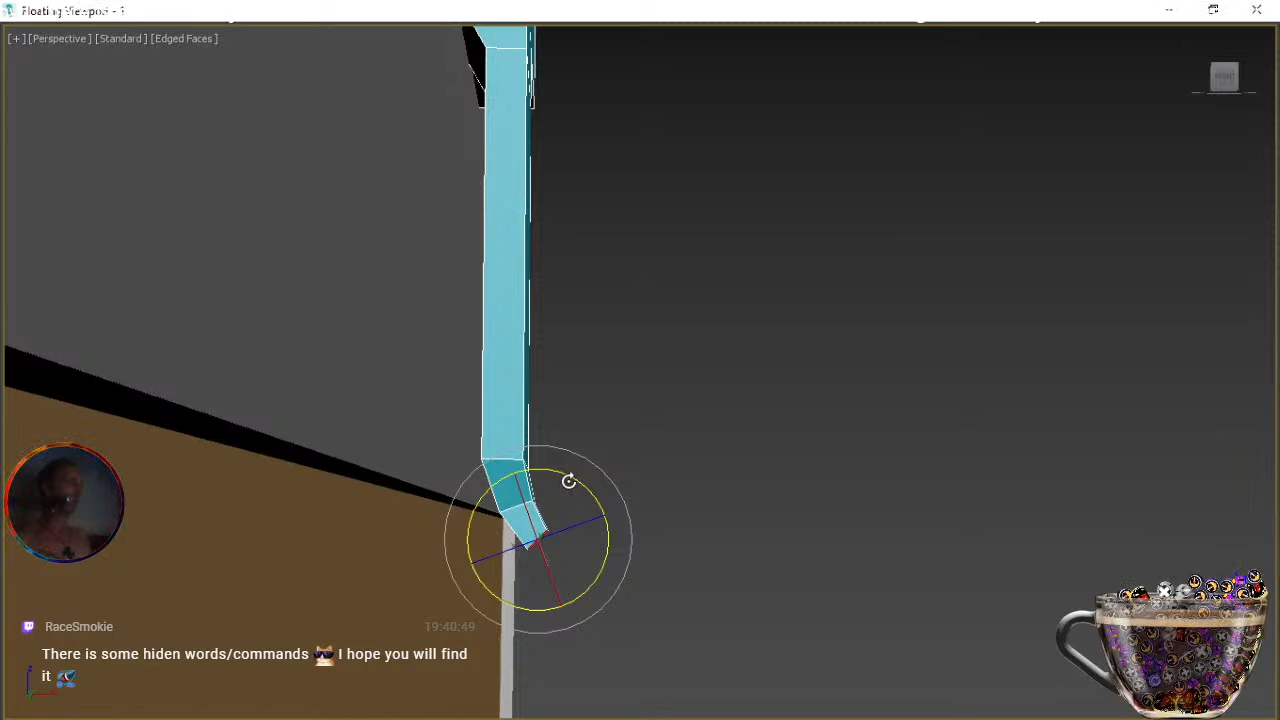 Floating Viewport - 1
[+] [Perspective] [Standard] [Edged Faces]
FRONT
RaceSmokie
19:40:49
There is some hiden words/commands I hope you will find
it
z